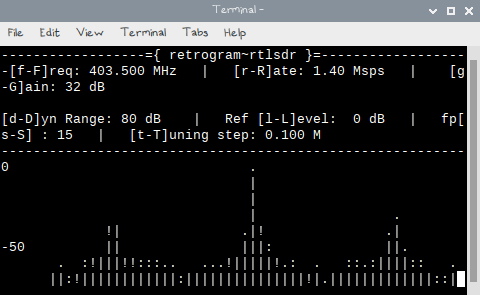 Terminal -
File Edit View Terminal Tabs Help
------------------={ retrogram~rtlsdr }=------------------
-[f-F]req: 403.500 MHz | [r-R]ate: 1.40 Msps | [g
-G]ain: 32 dB
[d-D]yn Range: 80 dB | Ref [l-L]evel: 0 dB | fp[
s-S] : 15 | [t-T]uning step: 0.100 M
----------------------------------------------------------
0
-50